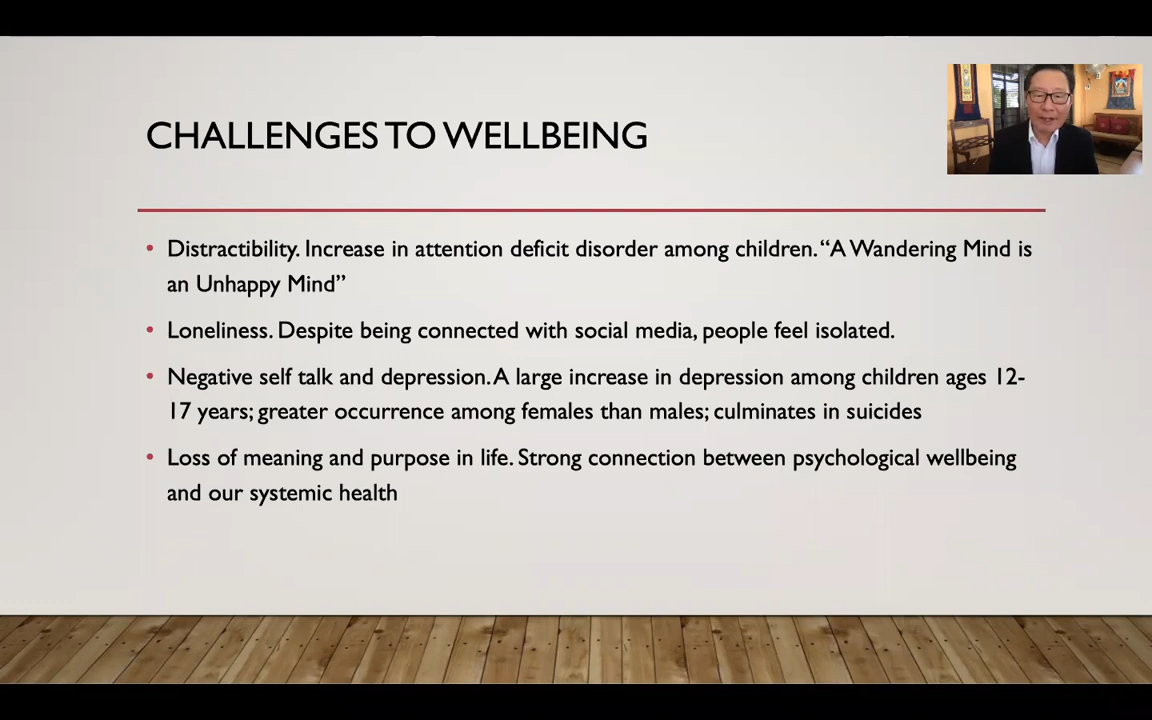 CHALLENGES TO WELLBEING
• Distractibility. Increase in attention deficit disorder among children. “A Wandering Mind is
an Unhappy Mind”
• Loneliness. Despite being connected with social media, people feel isolated.
• Negative self talk and depression. A large increase in depression among children ages 12-
17 years; greater occurrence among females than males; culminates in suicides
• Loss of meaning and purpose in life. Strong connection between psychological wellbeing
and our systemic health